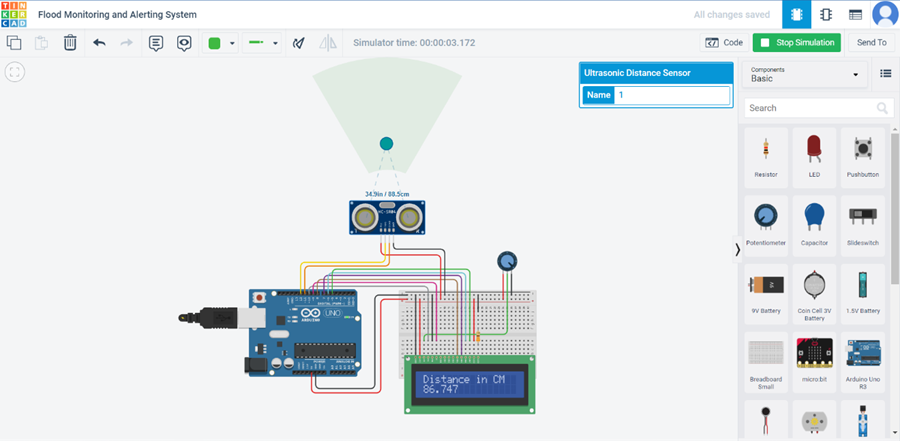 TIN
KER
CAD
Flood Monitoring and Alerting System
All changes saved
Simulator time: 00:00:03.172
Code
Stop Simulation
Send To
Ultrasonic Distance Sensor
Name 1
Components
Basic
Search
Resistor
LED
Pushbutton
Potentiometer
Capacitor
Slideswitch
9V Battery
Coin Cell 3V
Battery
1.5V Battery
Breadboard
Small
micro:bit
Arduino Uno
R3
34.9in / 88.5cm
HC-SR04
UNO
ARDUINO
Distance in CM
86.747